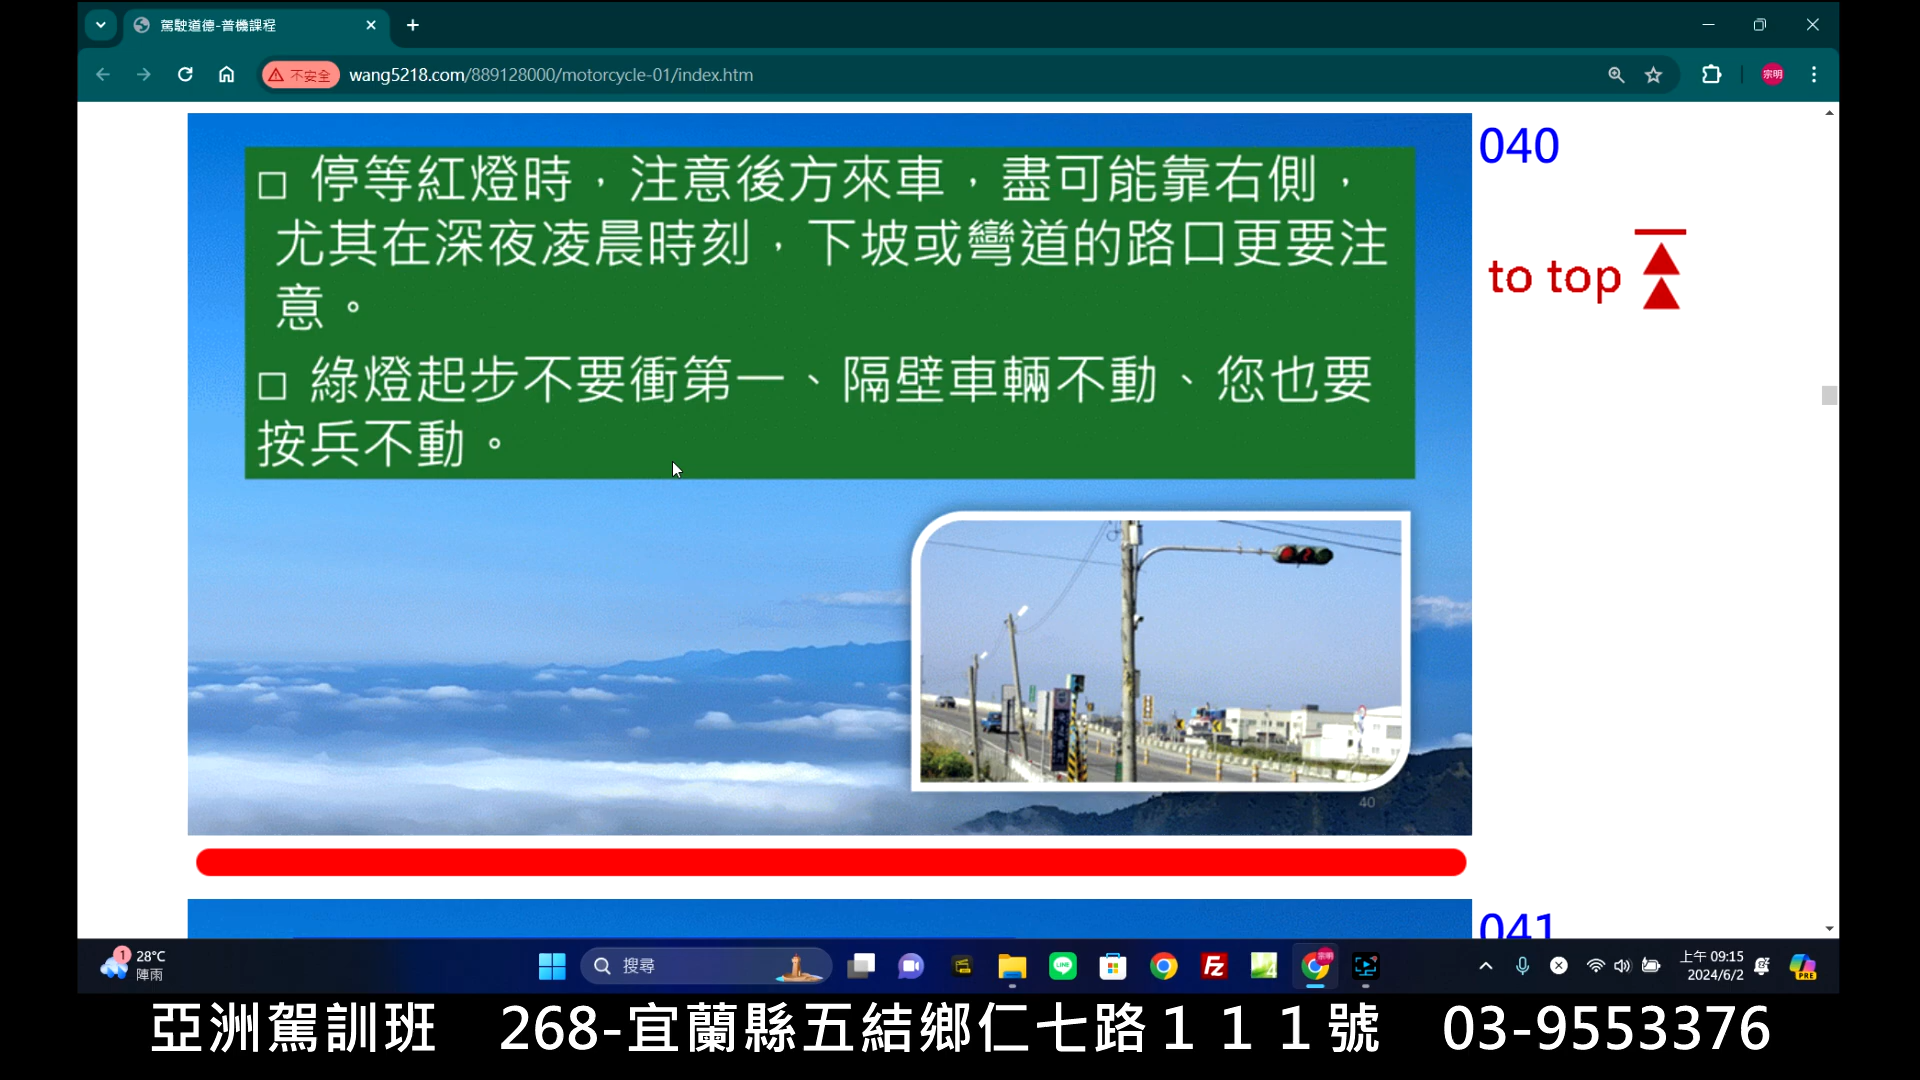 駕駛道德-普機課程
不安全
wang5218.com/889128000/motorcycle-01/index.htm
宗明
040
□ 停等紅燈時，注意後方來車，盡可能靠右側，
尤其在深夜凌晨時刻，下坡或彎道的路口更要注
意。
□ 綠燈起步不要衝第一、隔壁車輛不動、您也要
按兵不動。
to top
40
041
1
28°C
陣雨
搜尋
上午 09:15
2024/6/2
PRE
亞洲駕訓班 268-宜蘭縣五結鄉仁七路１１１號 03-9553376